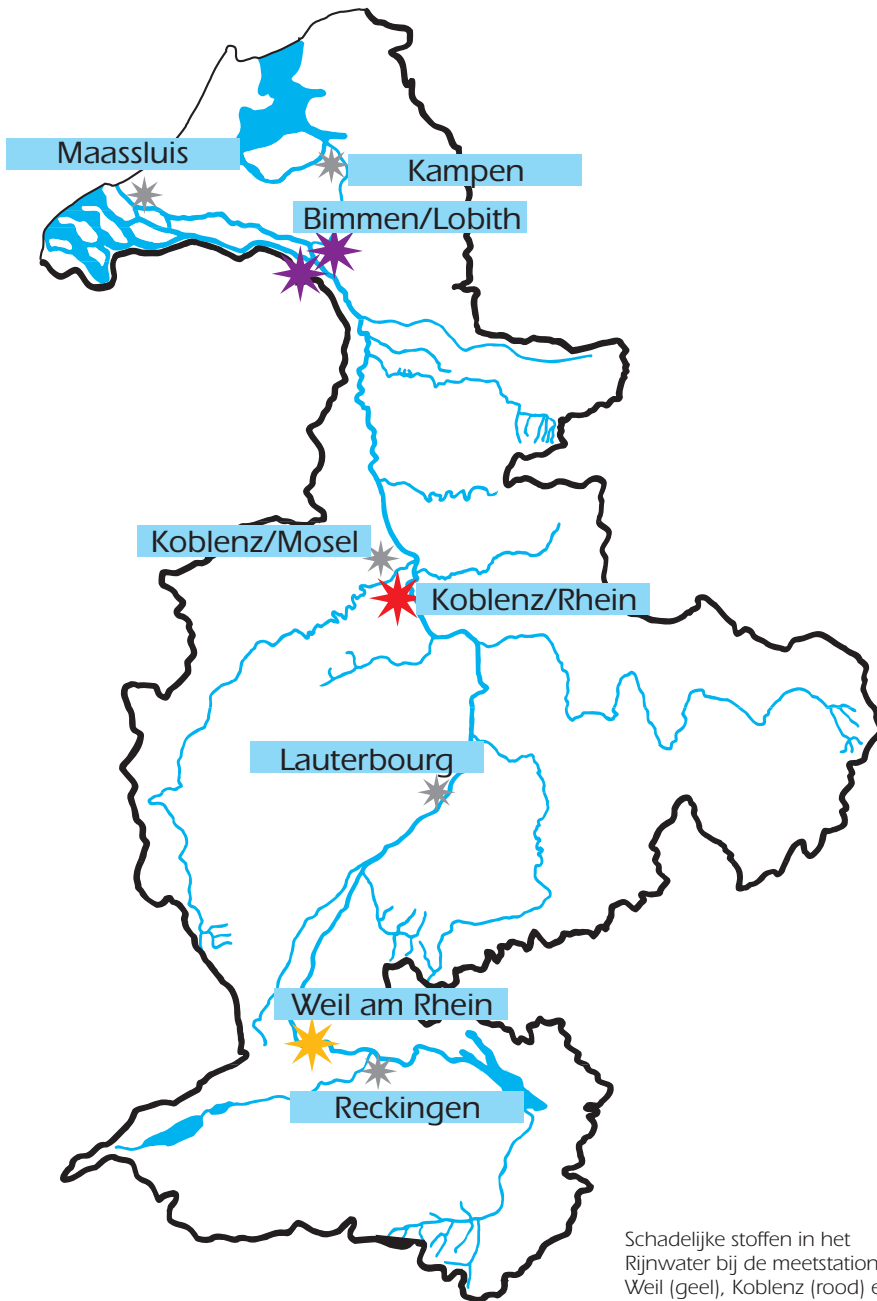 Maassluis
Kampen
Bimmen/Lobith
Koblenz/Mosel
Koblenz/Rhein
Lauterbourg
Weil am Rhein
Reckingen
Schadelijke stoffen in het
Rijnwater bij de meetstation
Weil (geel), Koblenz (rood) e